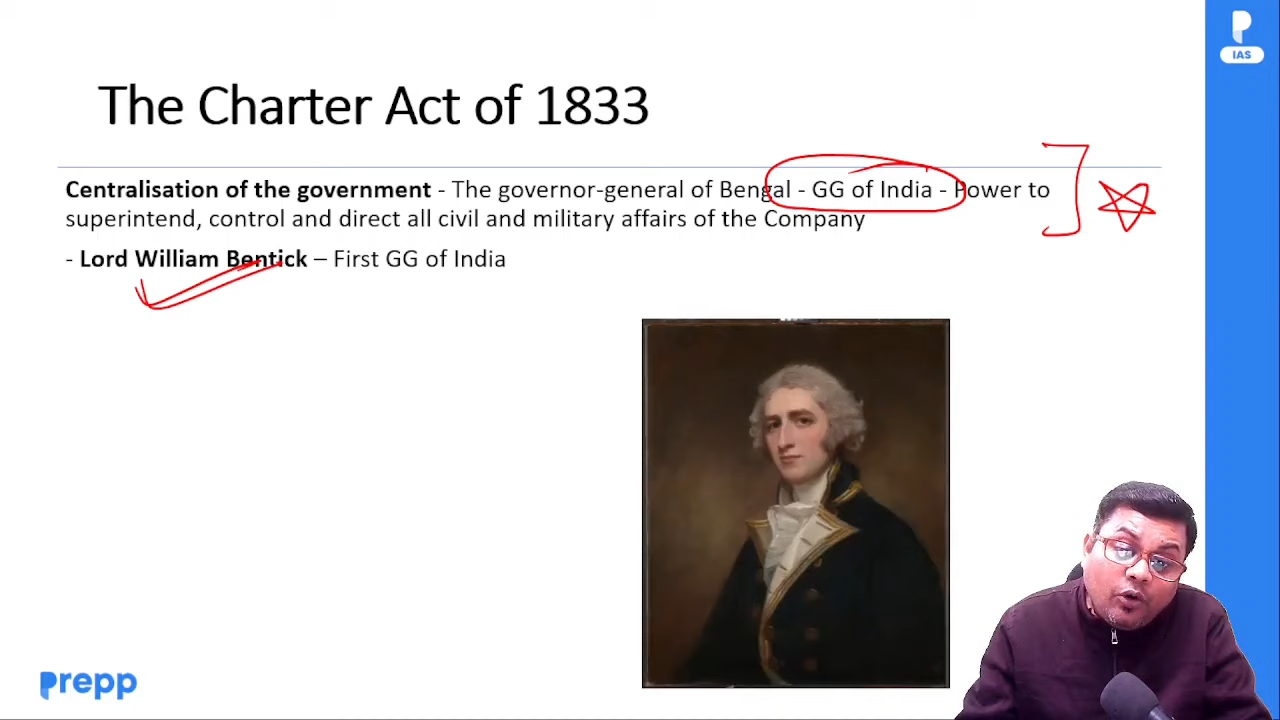 IAS
The Charter Act of 1833
Centralisation of the government - The governor-general of Bengal - GG of India - Power to
superintend, control and direct all civil and military affairs of the Company
- Lord William Bentick – First GG of India
prepp